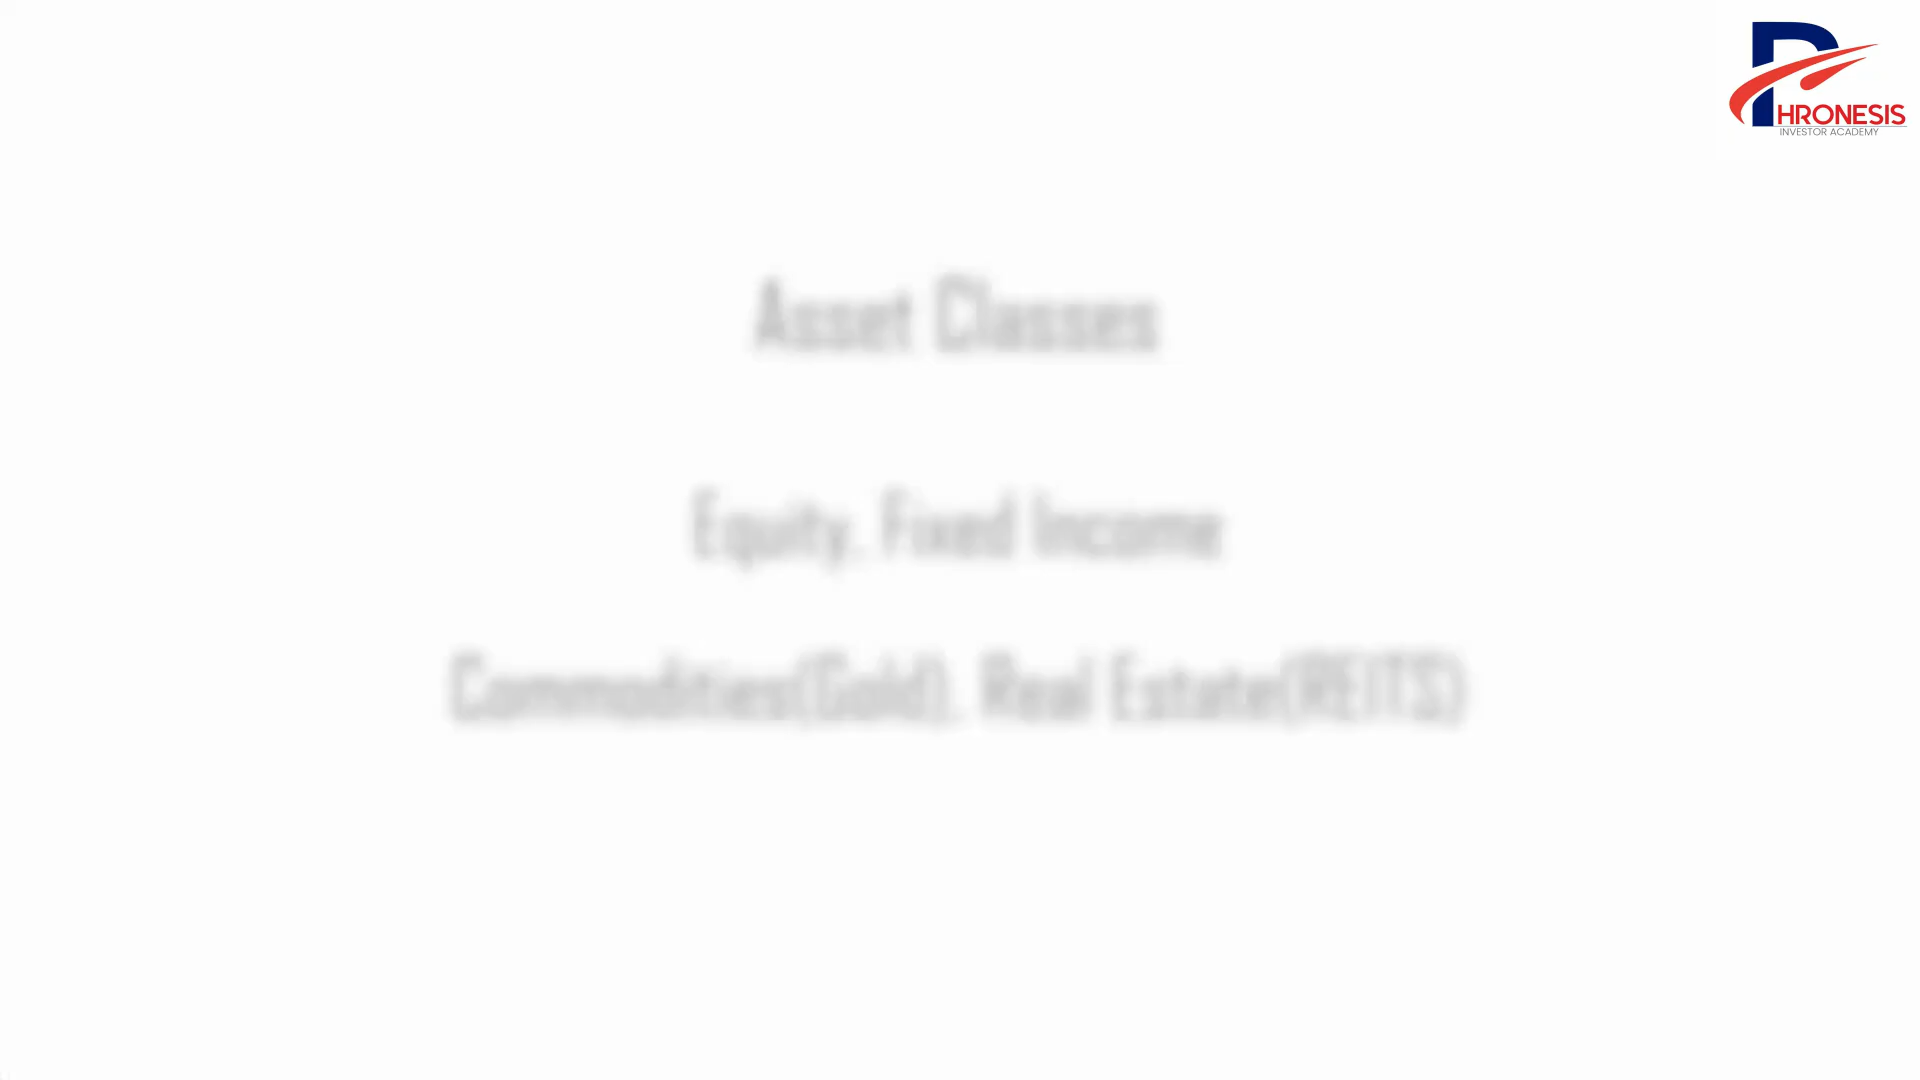 PHRONESIS
INVESTOR ACADEMY
Asset Classes
Equity, Fixed Income
Commodities(Gold), Real Estate(REITS)